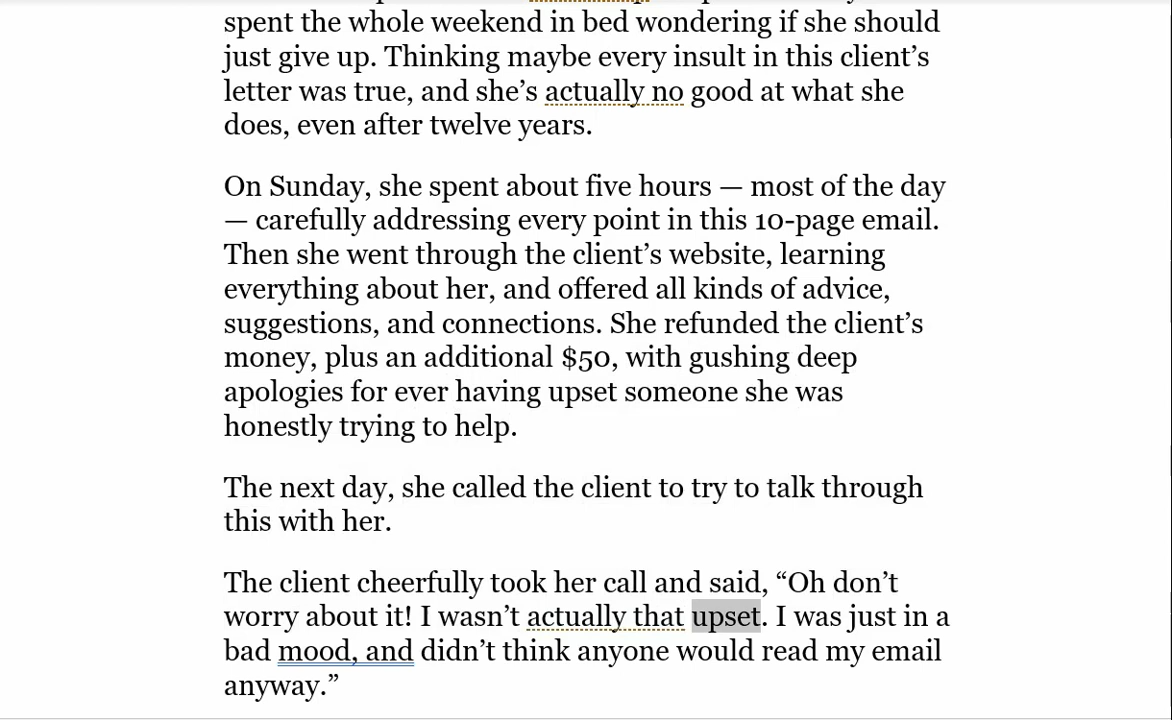 spent the whole weekend in bed wondering if she should
just give up. Thinking maybe every insult in this client’s
letter was true, and she’s actually no good at what she
does, even after twelve years.
On Sunday, she spent about five hours — most of the day
— carefully addressing every point in this 10-page email.
Then she went through the client’s website, learning
everything about her, and offered all kinds of advice,
suggestions, and connections. She refunded the client’s
money, plus an additional $50, with gushing deep
apologies for ever having upset someone she was
honestly trying to help.
The next day, she called the client to try to talk through
this with her.
The client cheerfully took her call and said, “Oh don’t
worry about it! I wasn’t actually that upset. I was just in a
bad mood, and didn’t think anyone would read my email
anyway.”